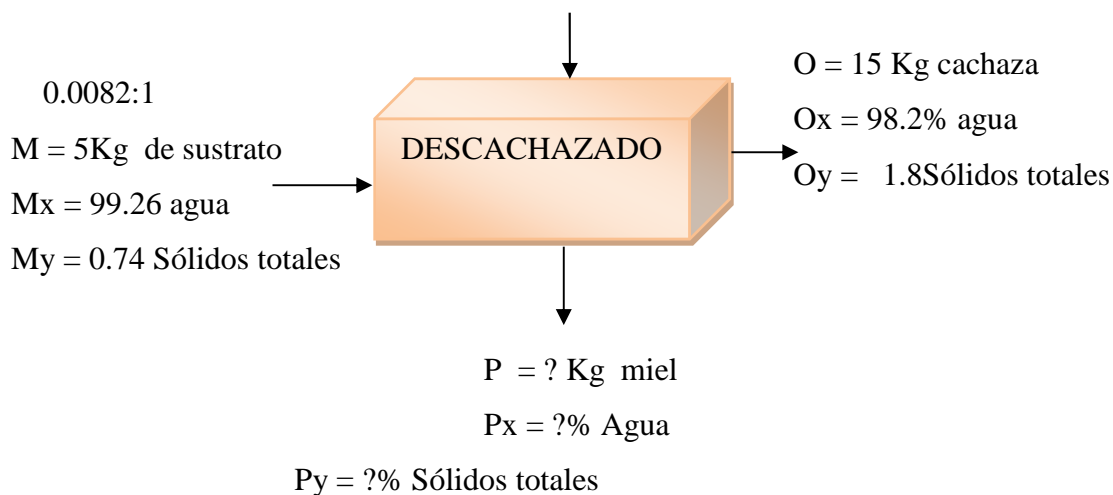 0.0082:1
M = 5Kg de sustrato
Mx = 99.26 agua
My = 0.74 Sólidos totales
DESCACHAZADO
O = 15 Kg cachaza
Ox = 98.2% agua
Oy = 1.8Sólidos totales
P = ? Kg miel
Px = ?% Agua
Py = ?% Sólidos totales